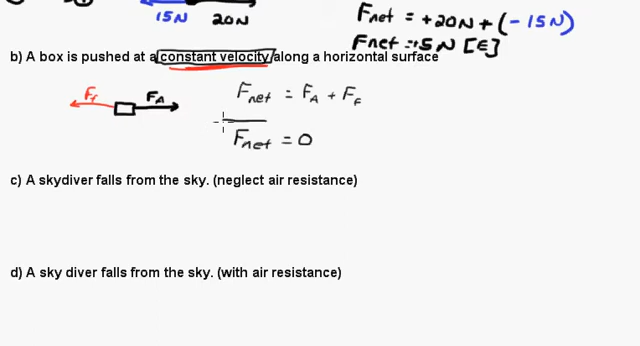 15N 20N
Fnet = +20N + (-15N)
Fnet = +5N [E]
b) A box is pushed at a constant velocity along a horizontal surface
Ff FA
Fnet = FA + Ff
Fnet = 0
c) A skydiver falls from the sky. (neglect air resistance)
d) A sky diver falls from the sky. (with air resistance)